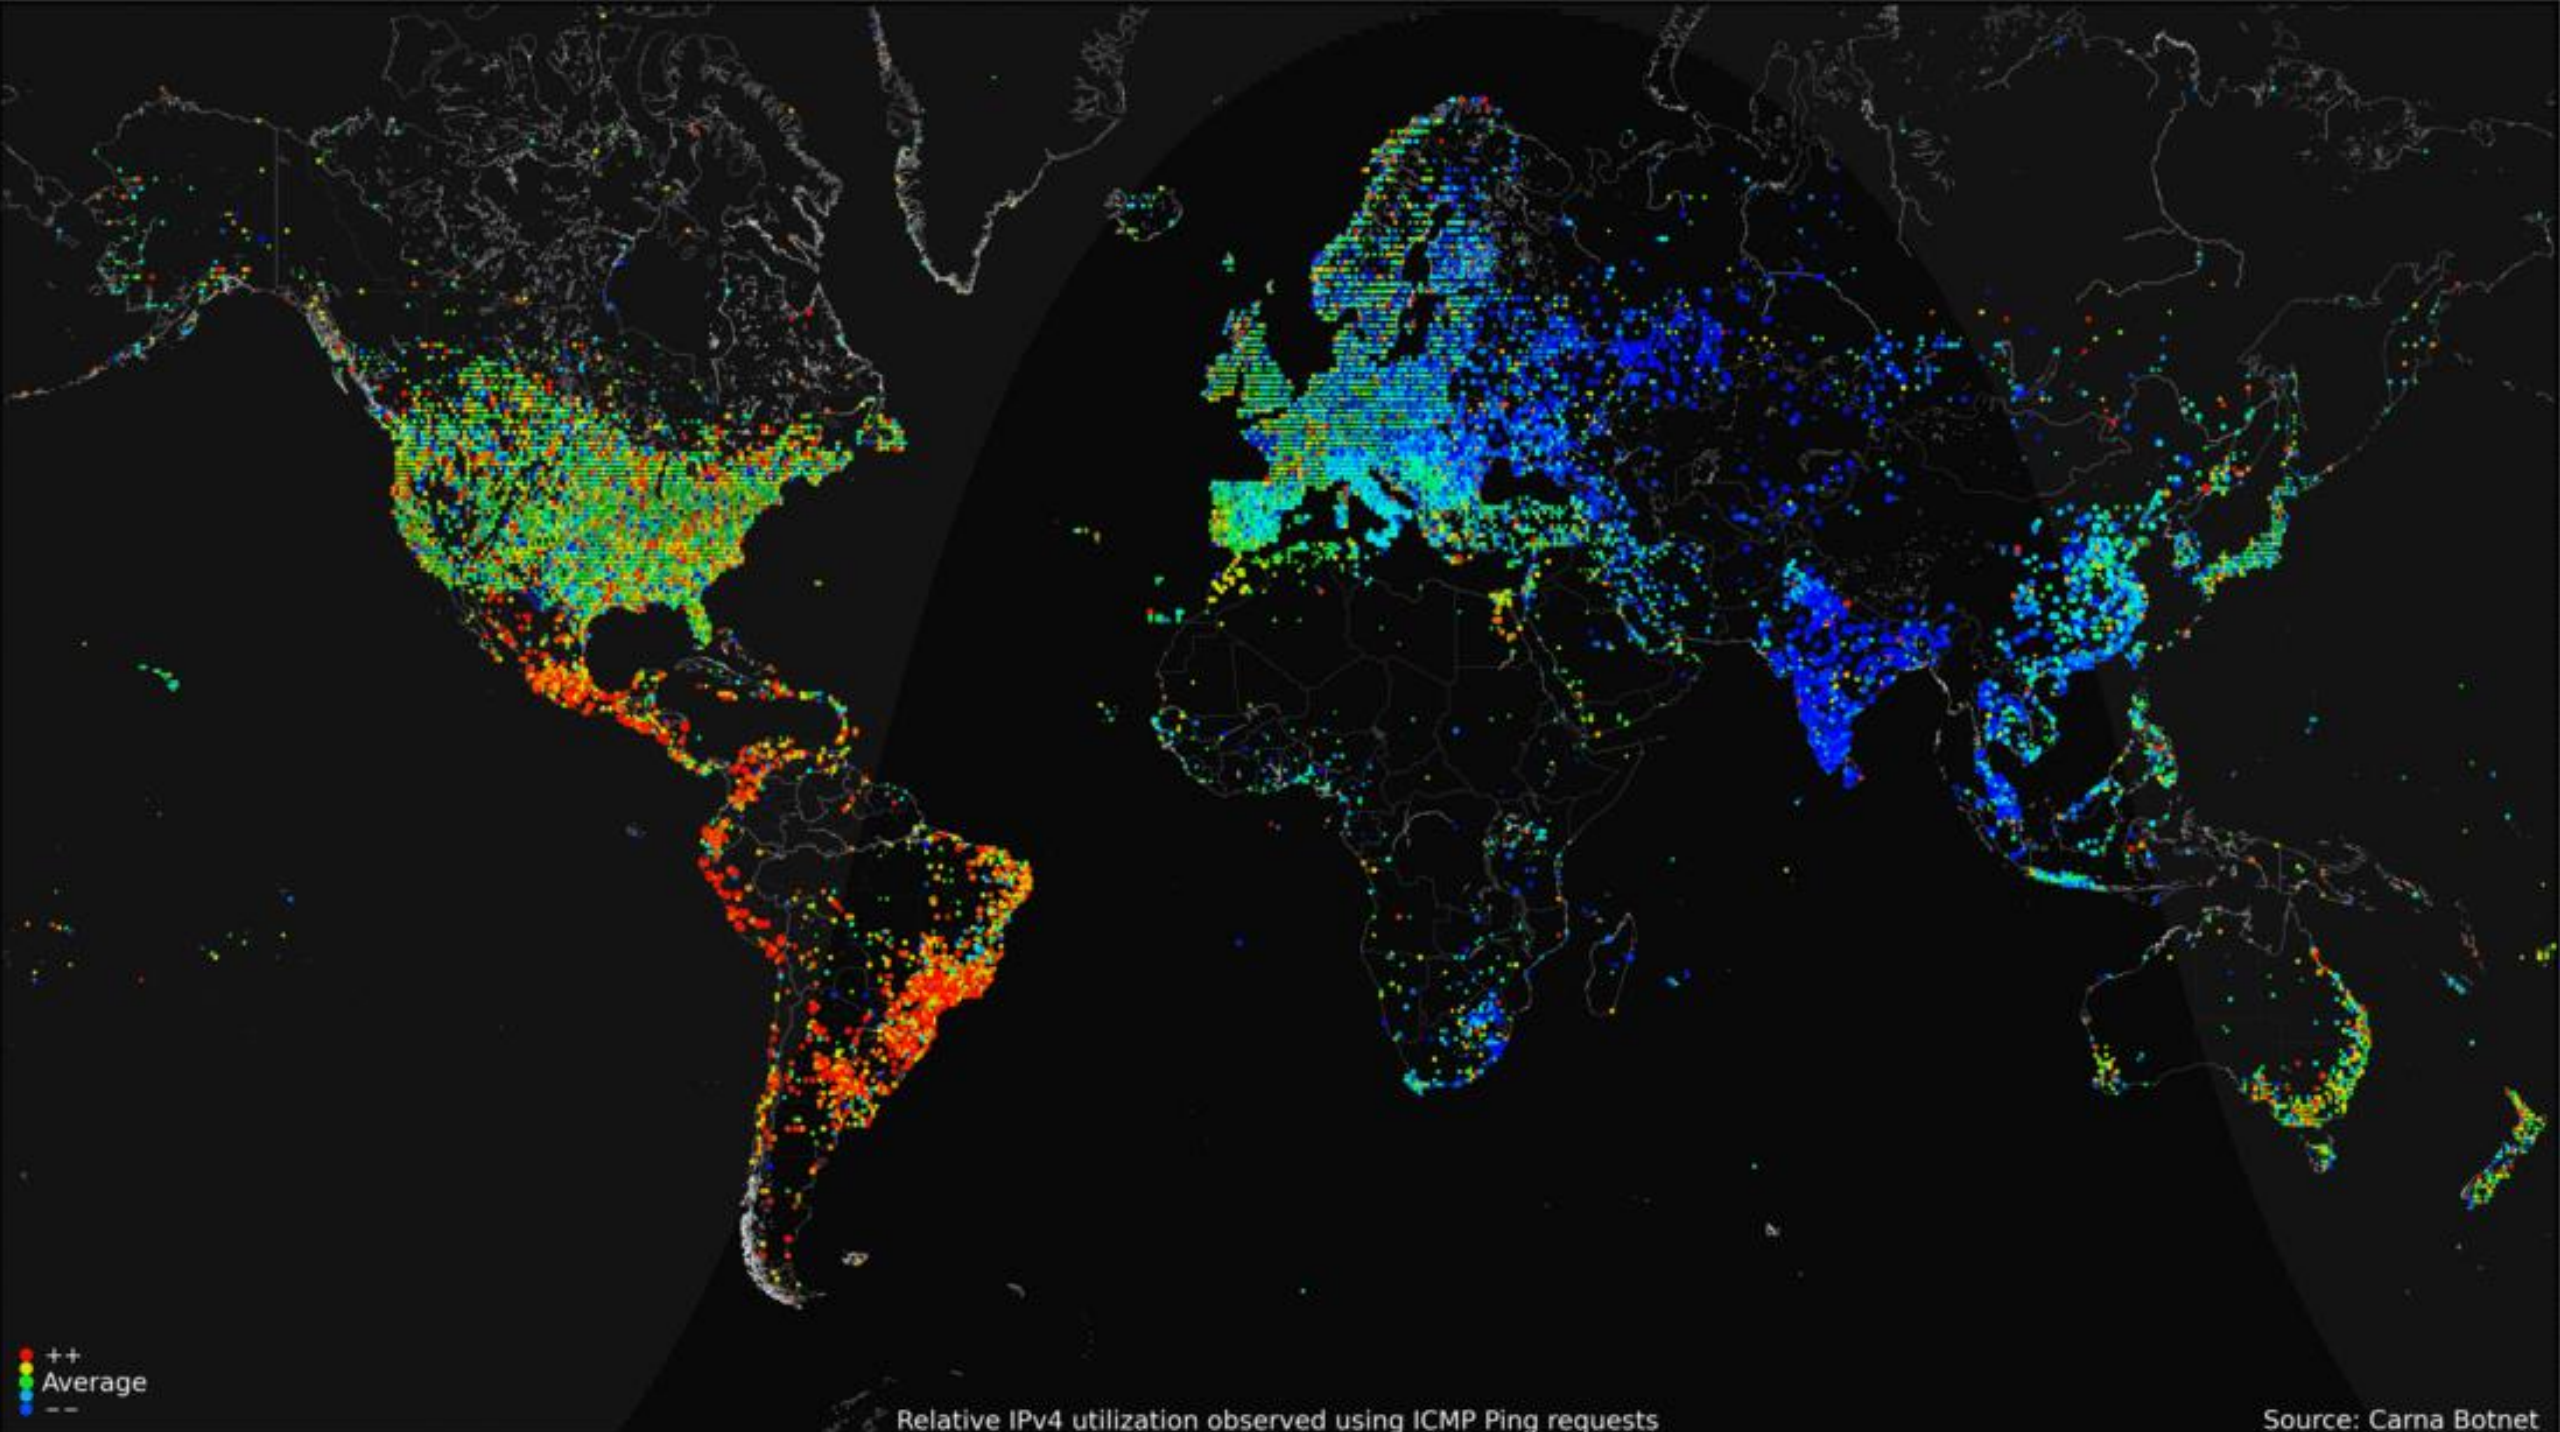 ++
Average
--
Relative IPv4 utilization observed using ICMP Ping requests
Source: Carna Botnet